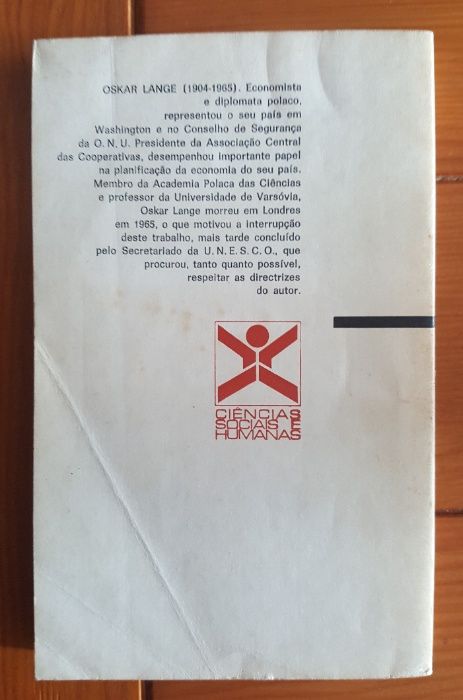 OSKAR LANGE (1904-1965). Economista
e diplomata polaco,
representou o seu país em
Washington e no Conselho de Segurança
da O. N. U. Presidente da Associação Central
das Cooperativas, desempenhou importante papel
na planificação da economia do seu país.
Membro da Academia Polaca das Ciências
e professor da Universidade de Varsóvia,
Oskar Lange morreu em Londres
em 1965, o que motivou a interrupção
deste trabalho, mais tarde concluído
pelo Secretariado da U. N. E. S. C. O., que
procurou, tanto quanto possível,
respeitar as directrizes
do autor.
CIÊNCIAS
SOCIAIS E
HUMANAS